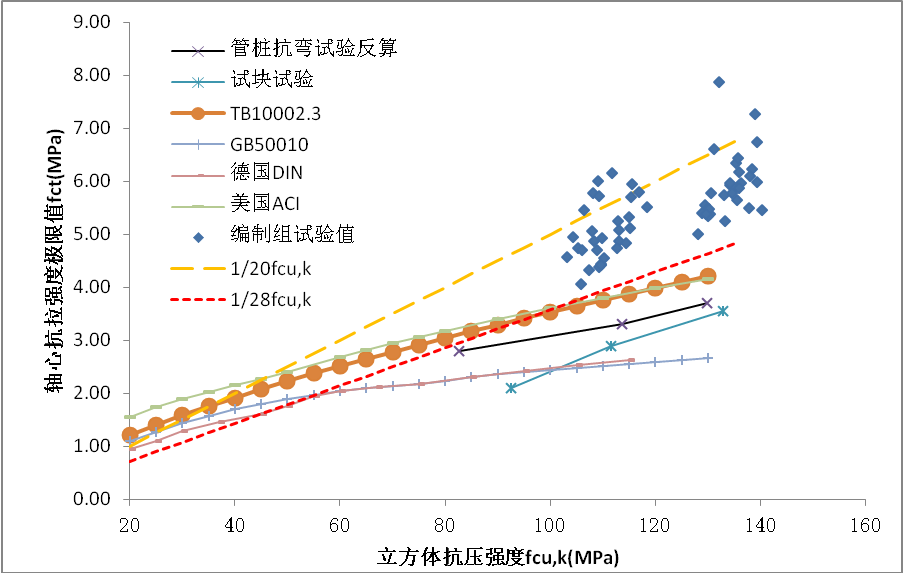 9.00
8.00
7.00
6.00
5.00
4.00
3.00
2.00
1.00
0.00
轴心抗拉强度极限值fct(MPa)
管桩抗弯试验反算
试块试验
TB10002.3
GB50010
德国DIN
美国ACI
编制组试验值
1/20fcu,k
1/28fcu,k
20 40 60 80 100 120 140 160
立方体抗压强度fcu,k(MPa)